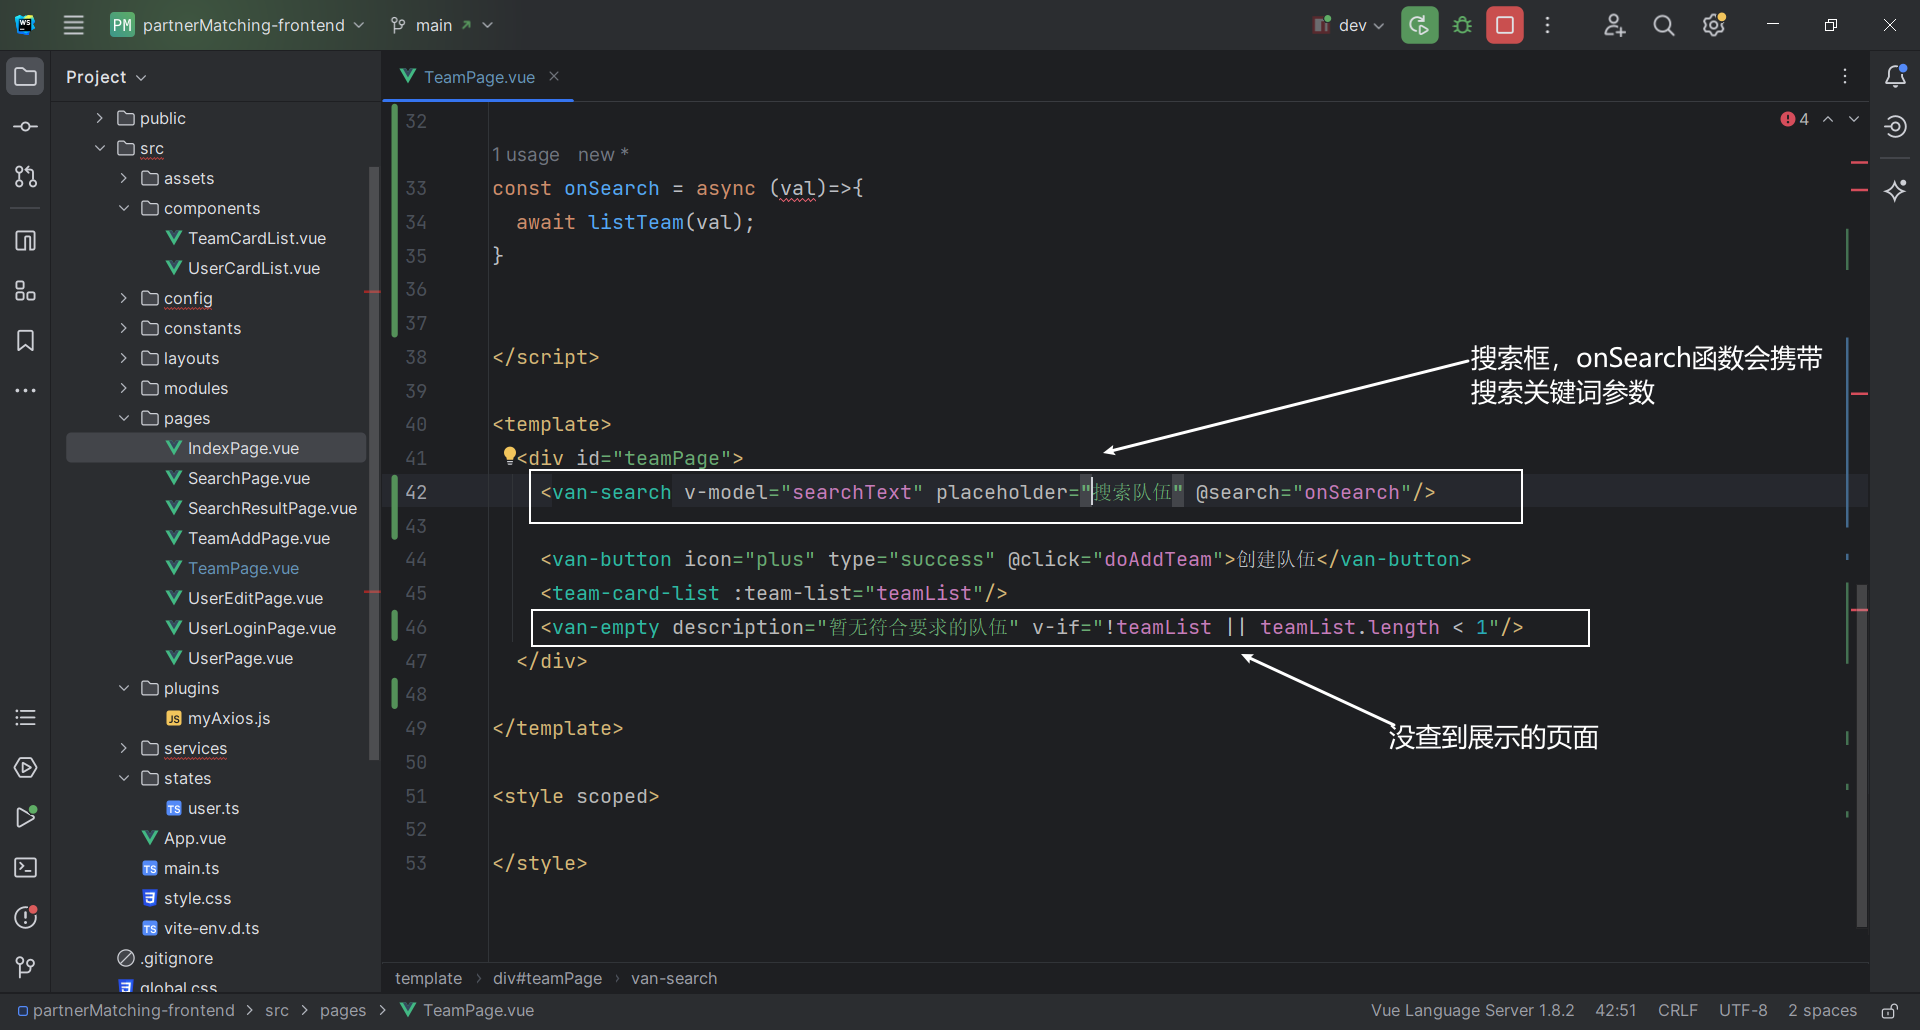 WS
PM partnerMatching-frontend main dev
Project
TeamPage.vue
public
src
assets
components
TeamCardList.vue
UserCardList.vue
config
constants
layouts
modules
pages
IndexPage.vue
SearchPage.vue
SearchResultPage.vue
TeamAddPage.vue
TeamPage.vue
UserEditPage.vue
UserLoginPage.vue
UserPage.vue
plugins
JS myAxios.js
services
states
TS user.ts
App.vue
TS main.ts
style.css
TS vite-env.d.ts
.gitignore
global.css
4
32
1 usage new *
33 const onSearch = async (val)=>{
34 await listTeam(val);
35 }
36
37
38 </script>
39
40 <template>
41 <div id="teamPage">
42 <van-search v-model="searchText" placeholder="搜索队伍" @search="onSearch"/>
43
44 <van-button icon="plus" type="success" @click="doAddTeam">创建队伍</van-button>
45 <team-card-list :team-list="teamList"/>
46 <van-empty description="暂无符合要求的队伍" v-if="!teamList || teamList.length < 1"/>
47 </div>
48
49 </template>
50
51 <style scoped>
52
53 </style>
搜索框，onSearch函数会携带
搜索关键词参数
没查到展示的页面
template › div#teamPage › van-search
partnerMatching-frontend > src > pages > TeamPage.vue
Vue Language Server 1.8.2 42:51 CRLF UTF-8 2 spaces